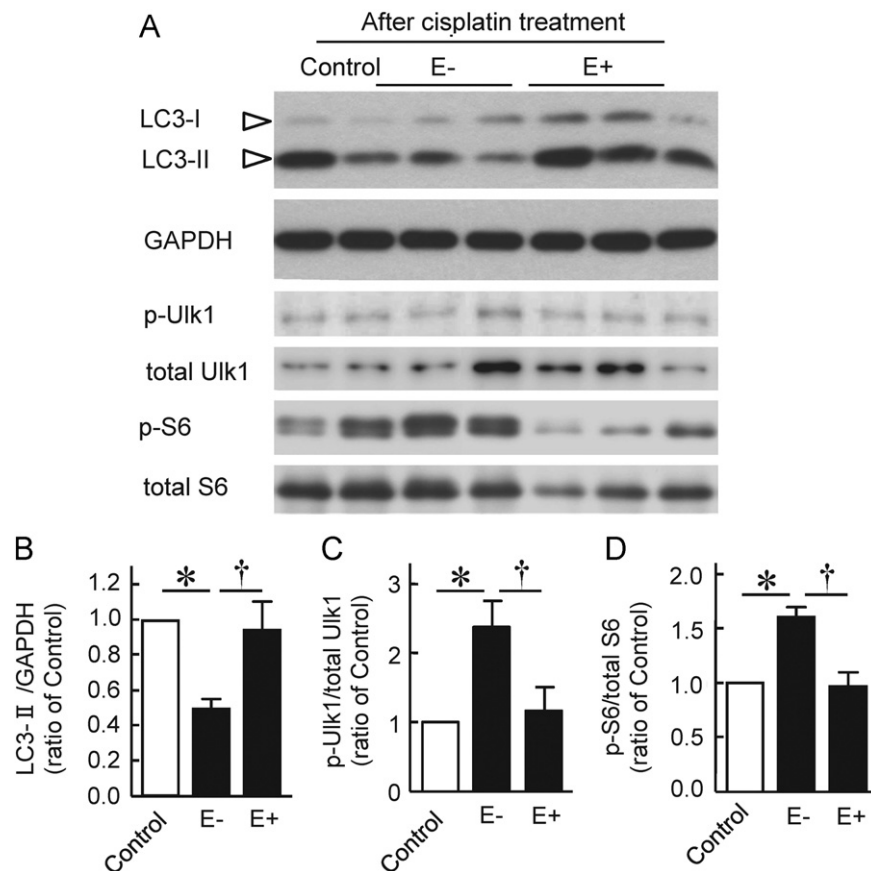 A
After cisplatin treatment
Control E- E+
LC3-I
LC3-II
GAPDH
p-Ulk1
total Ulk1
p-S6
total S6
B
LC3-Ⅱ /GAPDH
(ratio of Control)
1.2
1.0
0.8
0.6
0.4
0.2
0.0
* †
Control E- E+
C
p-Ulk1/total Ulk1
(ratio of Control)
3
2
1
0
* †
Control E- E+
D
p-S6/total S6
(ratio of Control)
2.0
1.5
1.0
0.5
0.0
* †
Control E- E+